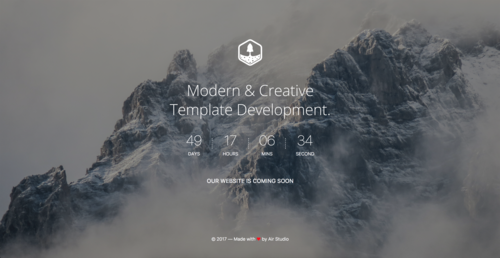 Modern & Creative
Template Development.
49 17 06 34
DAYS HOURS MINS SECOND
OUR WEBSITE IS COMING SOON
© 2017 — Made with ❤ by Air Studio